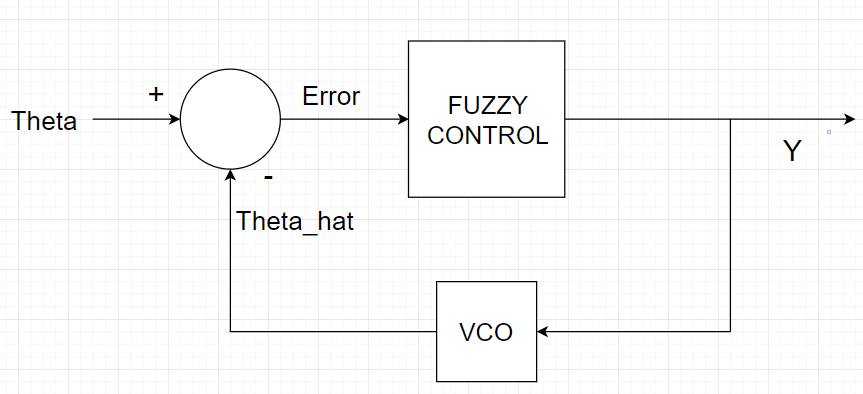 +
Error
Theta
FUZZY
CONTROL
Y
-
Theta_hat
VCO